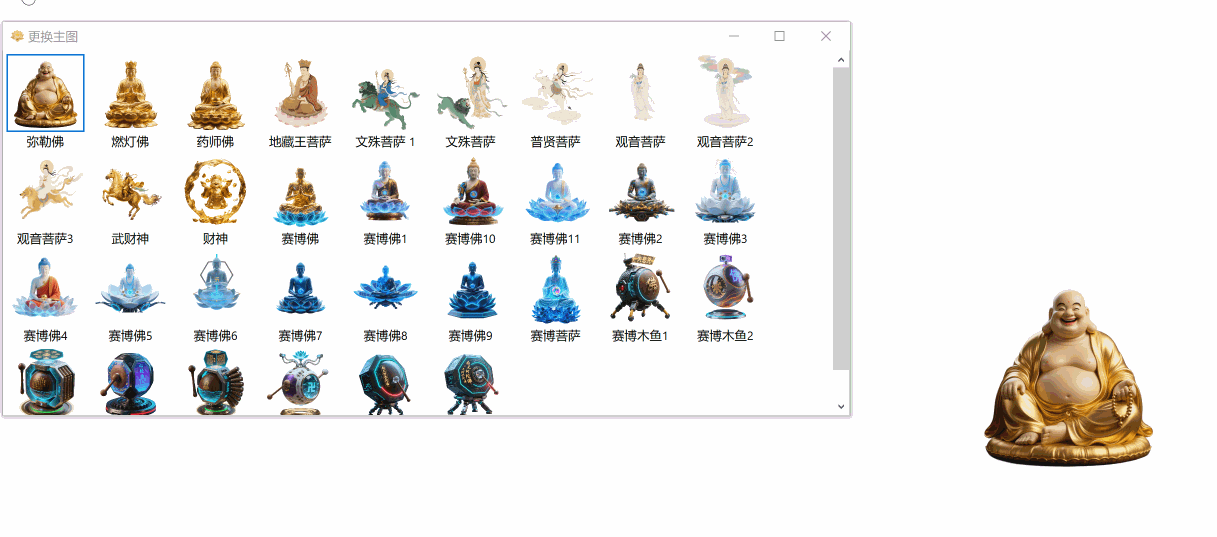 更换主图
弥勒佛 燃灯佛 药师佛 地藏王菩萨 文殊菩萨 1 文殊菩萨 普贤菩萨 观音菩萨 观音菩萨2
观音菩萨3 武财神 财神 赛博佛 赛博佛1 赛博佛10 赛博佛11 赛博佛2 赛博佛3
赛博佛4 赛博佛5 赛博佛6 赛博佛7 赛博佛8 赛博佛9 赛博菩萨 赛博木鱼1 赛博木鱼2